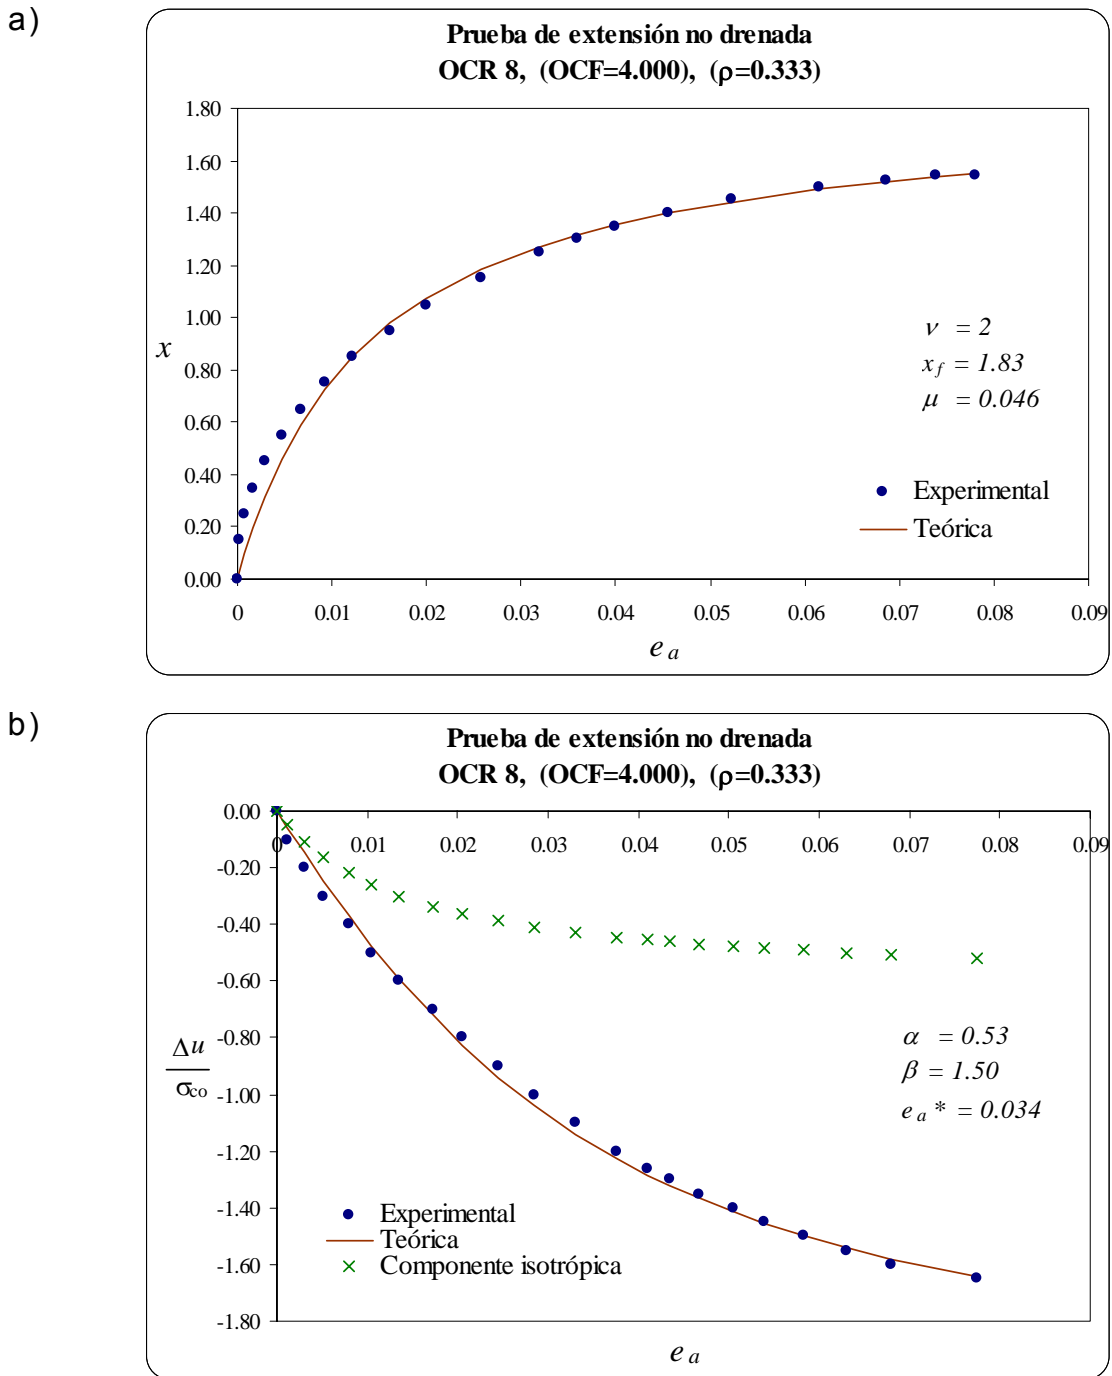 a)
Prueba de extensión no drenada
OCR 8, (OCF=4.000), (ρ=0.333)
1.80
1.60
1.40
1.20
1.00
0.80
0.60
0.40
0.20
0.00
x
ν = 2
x_f = 1.83
μ = 0.046
Experimental
Teórica
0 0.01 0.02 0.03 0.04 0.05 0.06 0.07 0.08 0.09
e a
b)
Prueba de extensión no drenada
OCR 8, (OCF=4.000), (ρ=0.333)
0.00
0 0.01 0.02 0.03 0.04 0.05 0.06 0.07 0.08 0.09
-0.20
-0.40
-0.60
-0.80
-1.00
-1.20
-1.40
-1.60
-1.80
Δu
σco
α = 0.53
β = 1.50
e a * = 0.034
Experimental
Teórica
Componente isotrópica
e a